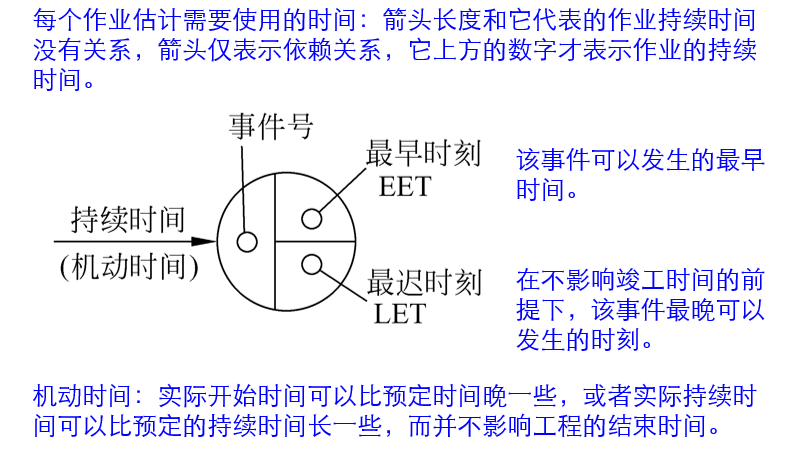 每个作业估计需要使用的时间：箭头长度和它代表的作业持续时间
没有关系，箭头仅表示依赖关系，它上方的数字才表示作业的持续
时间。
事件号
最早时刻
EET
该事件可以发生的最早
时间。
持续时间
(机动时间)
最迟时刻
LET
在不影响竣工时间的前
提下，该事件最晚可以
发生的时刻。
机动时间：实际开始时间可以比预定时间晚一些，或者实际持续时
间可以比预定的持续时间长一些，而并不影响工程的结束时间。